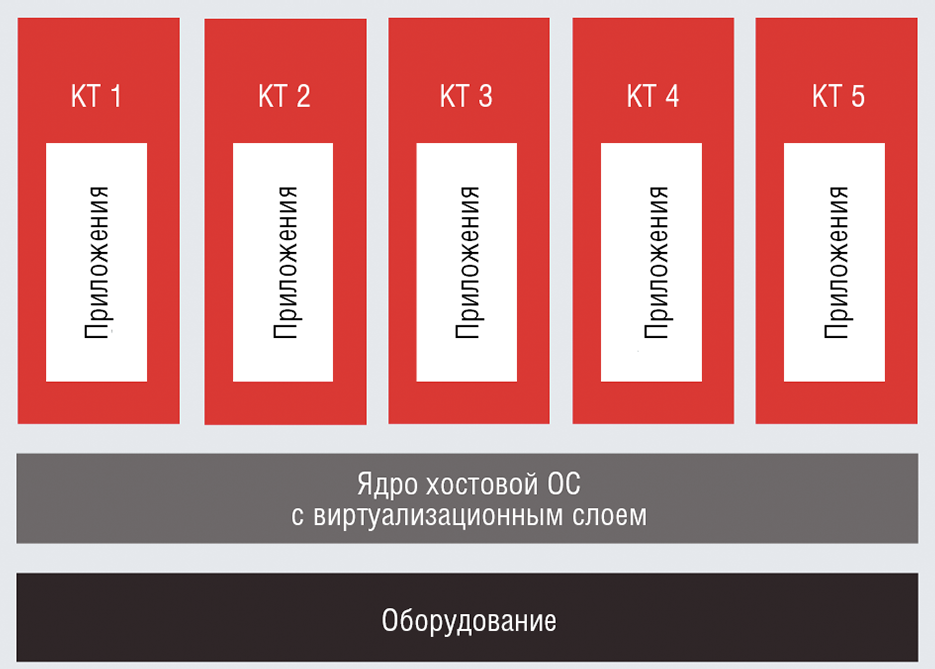 КТ 1
КТ 2
КТ 3
КТ 4
КТ 5
Приложения
Приложения
Приложения
Приложения
Приложения
Ядро хостовой ОС
с виртуализационным слоем
Оборудование